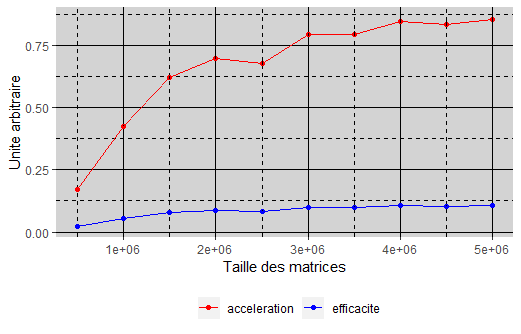 Unite arbitraire
0.75
0.50
0.25
0.00
1e+06 2e+06 3e+06 4e+06 5e+06
Taille des matrices
acceleration efficacite